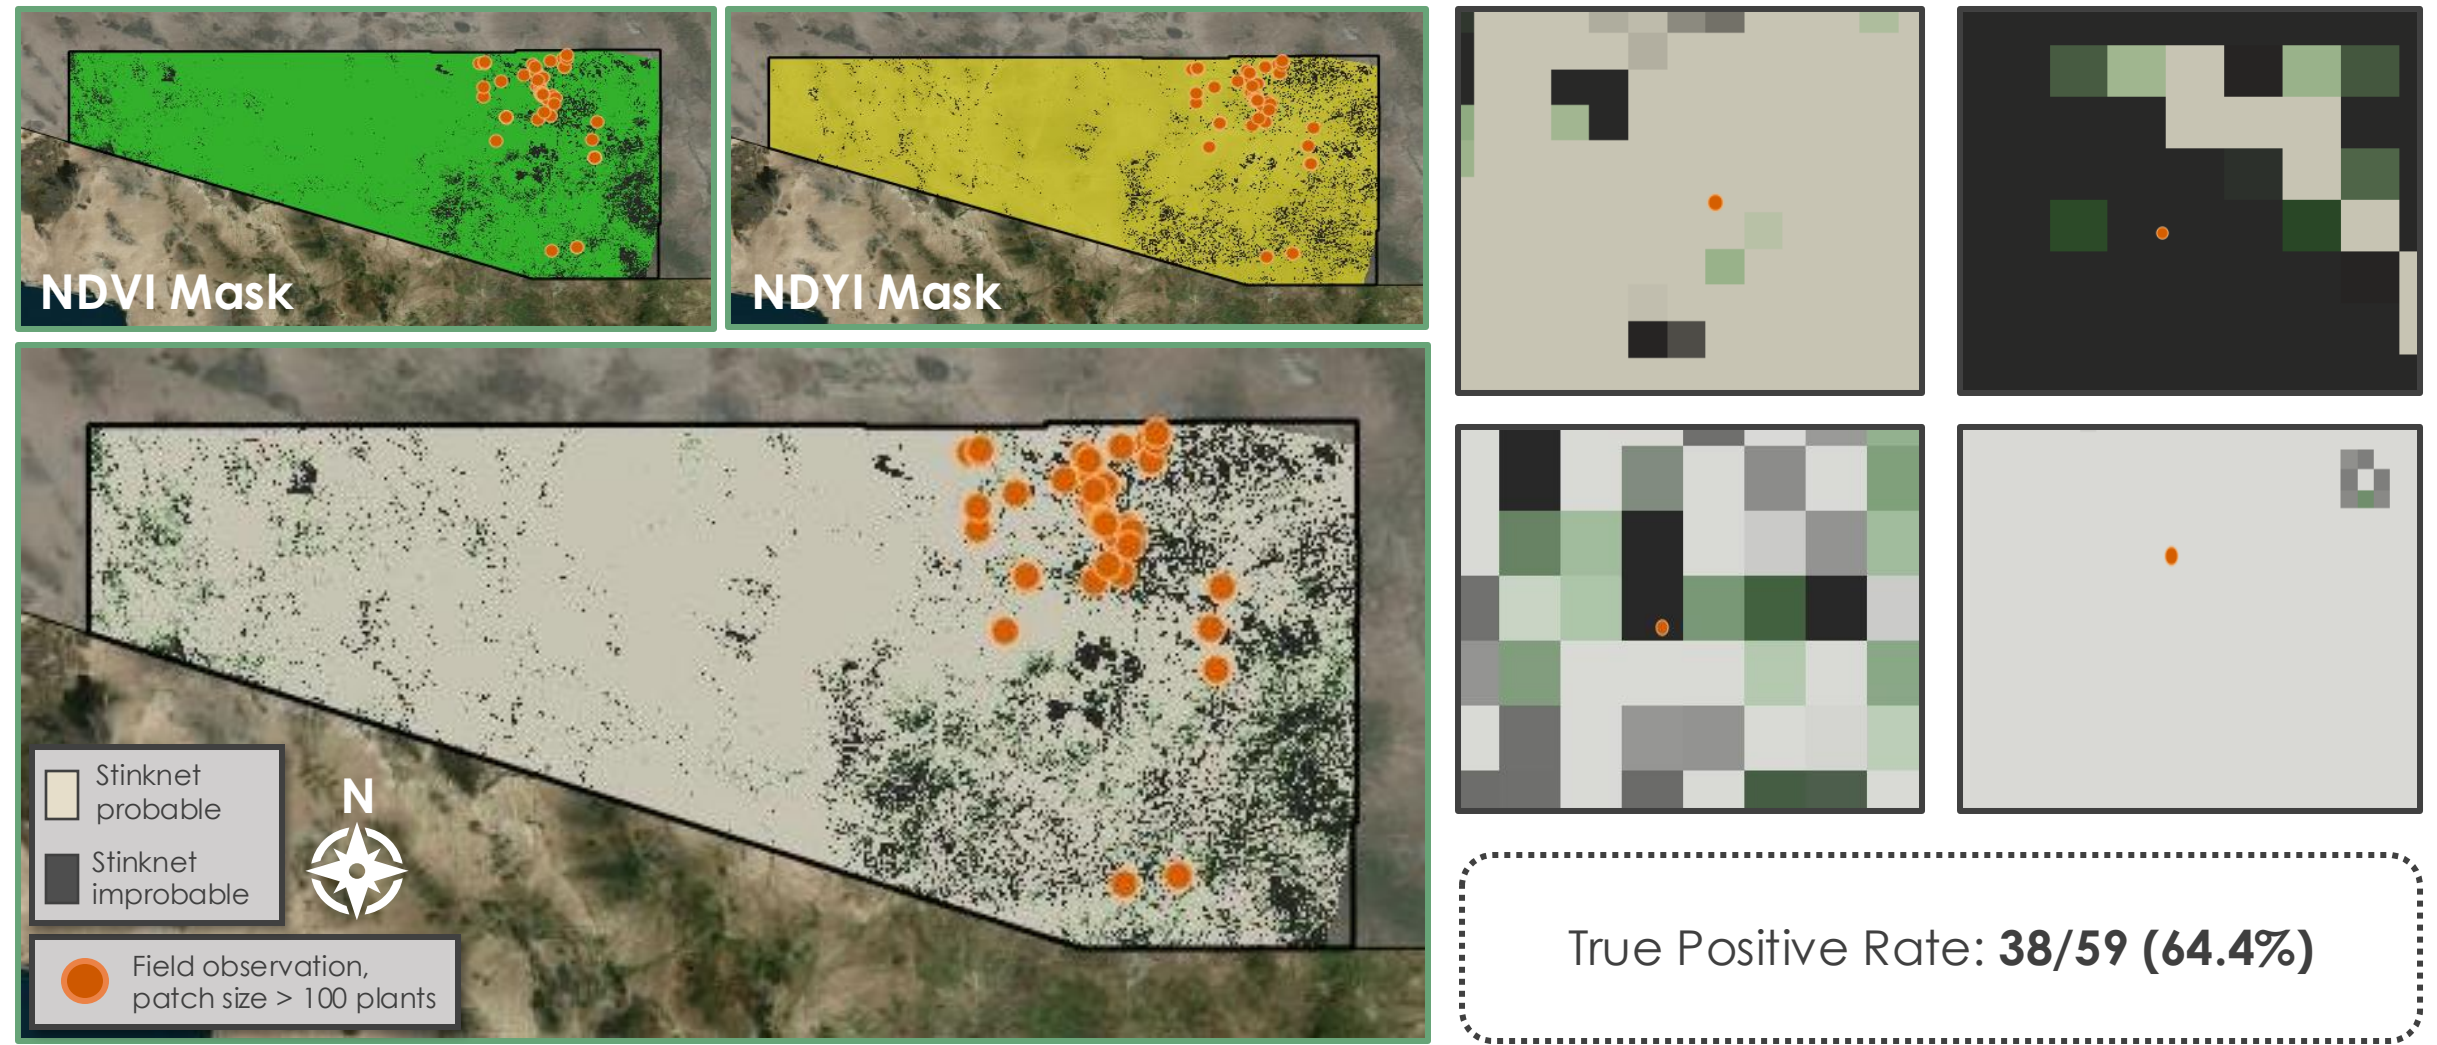 NDVI Mask
NDYI Mask
Stinknet
probable
Stinknet
improbable
N
Field observation,
patch size > 100 plants
True Positive Rate: 38/59 (64.4%)